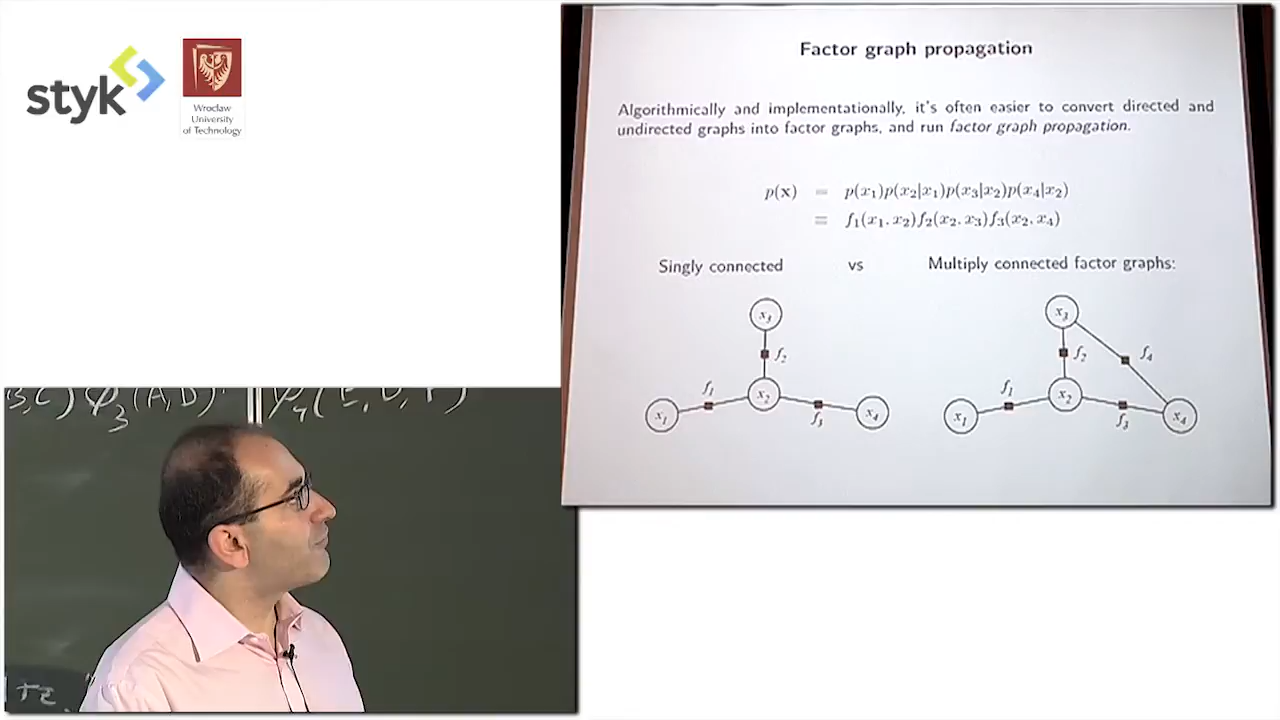 styk
Wrocław
University
of Technology
Factor graph propagation
Algorithmically and implementationally, it's often easier to convert directed and
undirected graphs into factor graphs, and run factor graph propagation.
p(x) = p(x₁)p(x₂|x₁)p(x₃|x₂)p(x₄|x₂)
≡ f₁(x₁, x₂)f₂(x₂, x₃)f₃(x₂, x₄)
Singly connected vs Multiply connected factor graphs:
x₃
f₂
f₁
x₁
x₂
f₃
x₄
x₃
f₂
f₄
f₁
x₁
x₂
f₃
x₄
B,C) φ₃(A,D)